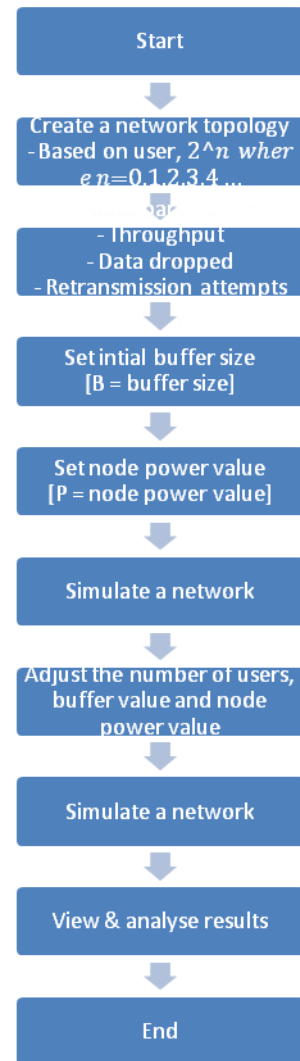 Start
Create a network topology
- Based on user, 2^n wher
e n=0.1.2.3.4 ...
- Throughput
- Data dropped
- Retransmission attempts
Set intial buffer size
[B = buffer size]
Set node power value
[P = node power value]
Simulate a network
Adjust the number of users,
buffer value and node
power value
Simulate a network
View & analyse results
End